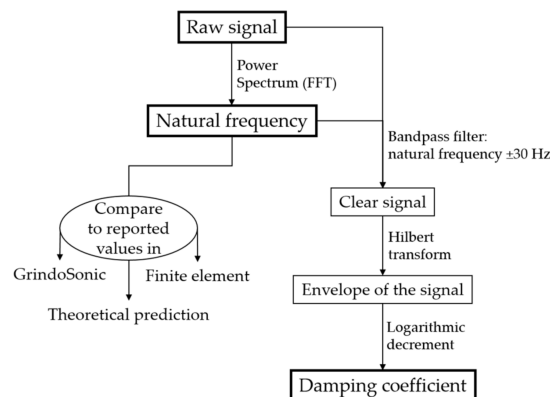 Raw signal
Power
Spectrum (FFT)
Natural frequency
Bandpass filter:
natural frequency ±30 Hz
Compare
to reported
values in
Clear signal
Hilbert
transform
GrindoSonic
Finite element
Theoretical prediction
Envelope of the signal
Logarithmic
decrement
Damping coefficient